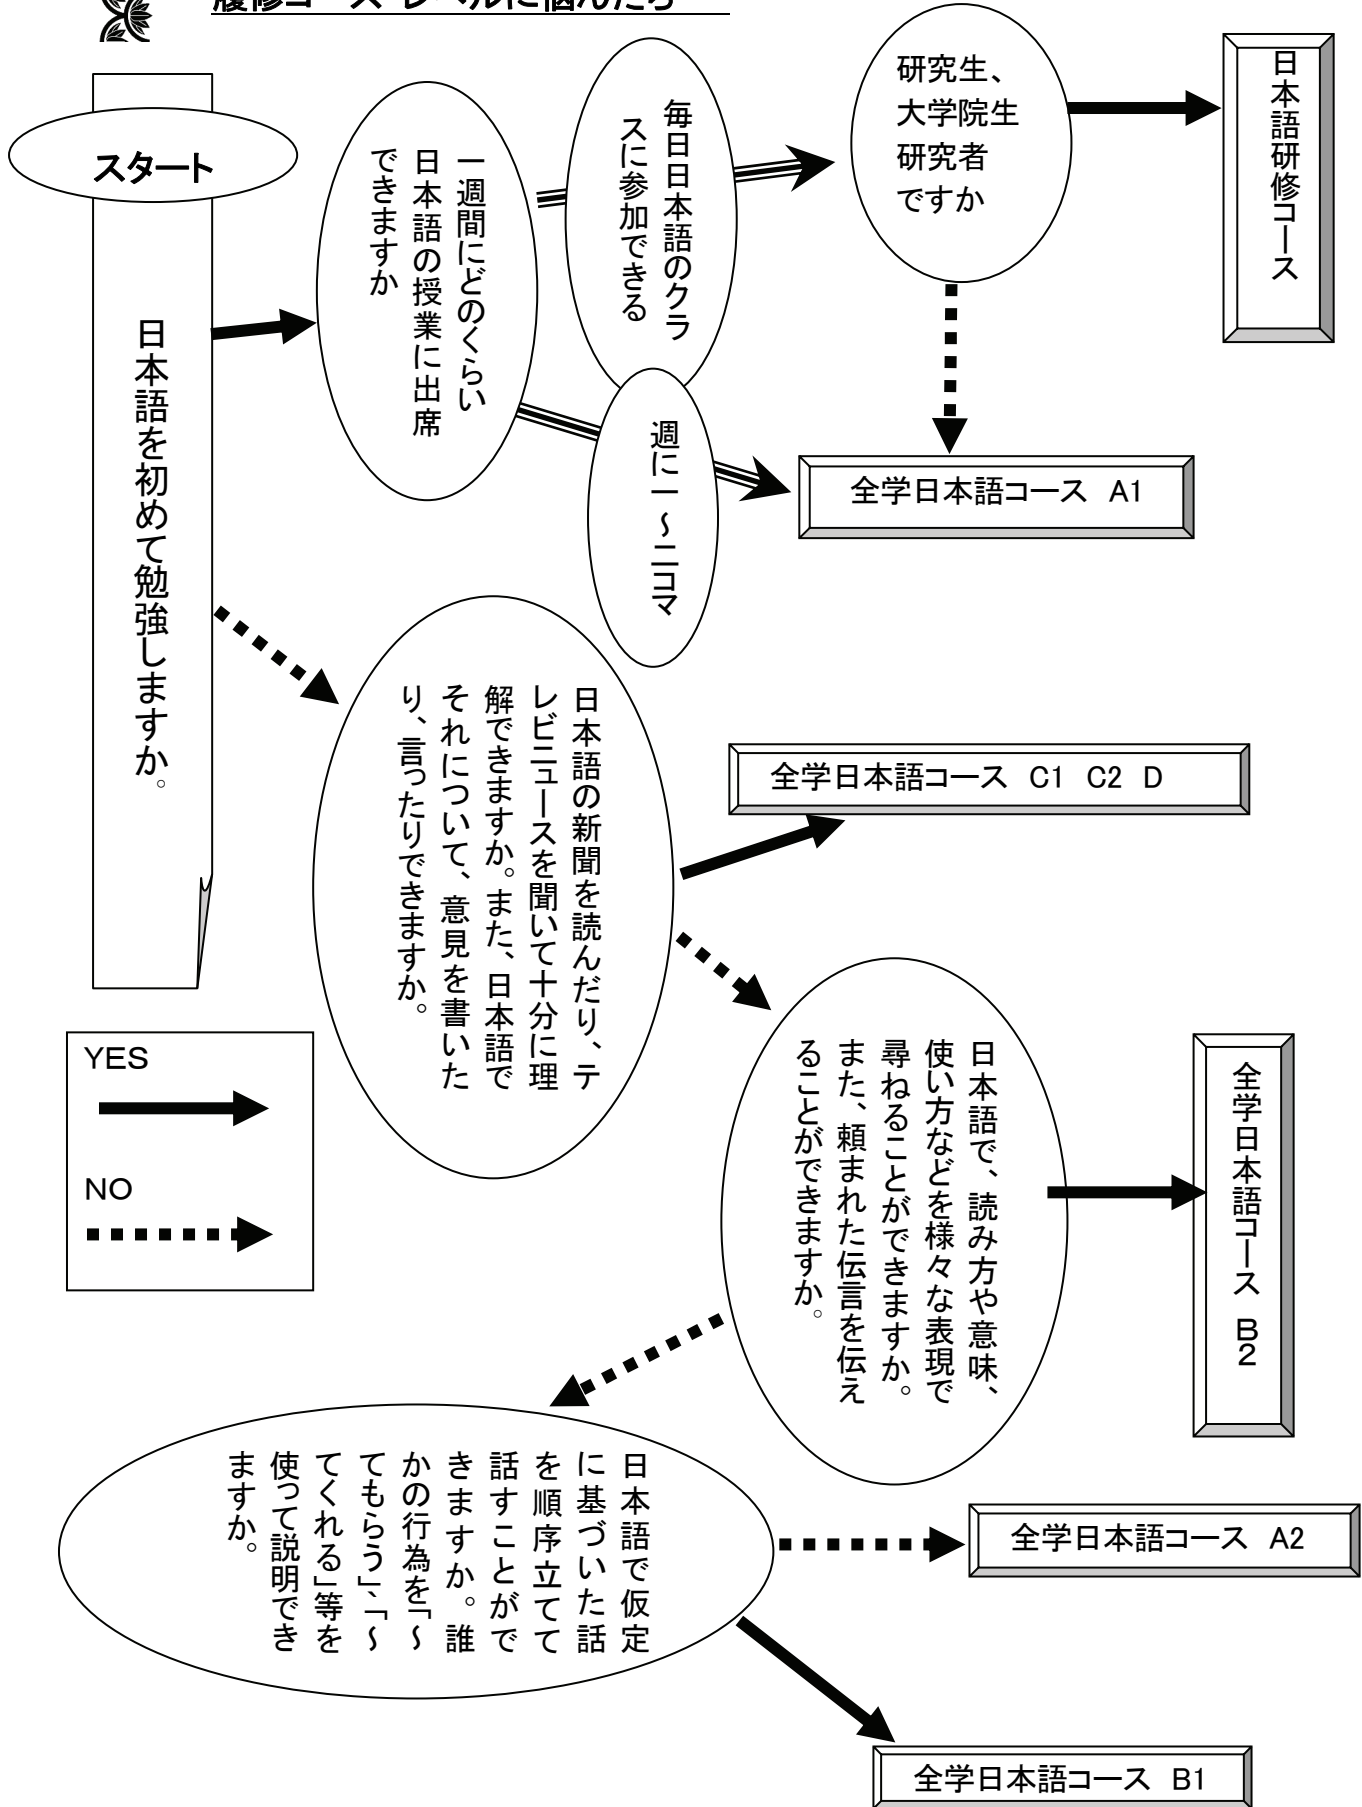 履修コース・レベルに悩んだら
スタート
日本語を初めて勉強しますか。
一週間にどのくらい
日本語の授業に出席
できますか
毎日日本語のクラ
スに参加できる
週に一～二コマ
研究生、
大学院生
研究者
ですか
日本語研修コース
全学日本語コース A1
日本語の新聞を読んだり、テ
レビニュースを聞いて十分に理
解できますか。また、日本語で
それについて、意見を書いた
り、言ったりできますか。
全学日本語コース C1 C2 D
日本語で、読み方や意味、
使い方などを様々な表現で
尋ねることができますか。
また、頼まれた伝言を伝え
ることができますか。
全学日本語コース B2
YES
NO
日本語で仮定
に基づいた話
を順序立てて
話すことがで
きますか。誰
かの行為を「～
てもらう」、「～
てくれる」等を
使って説明でき
ますか。
全学日本語コース A2
全学日本語コース B1